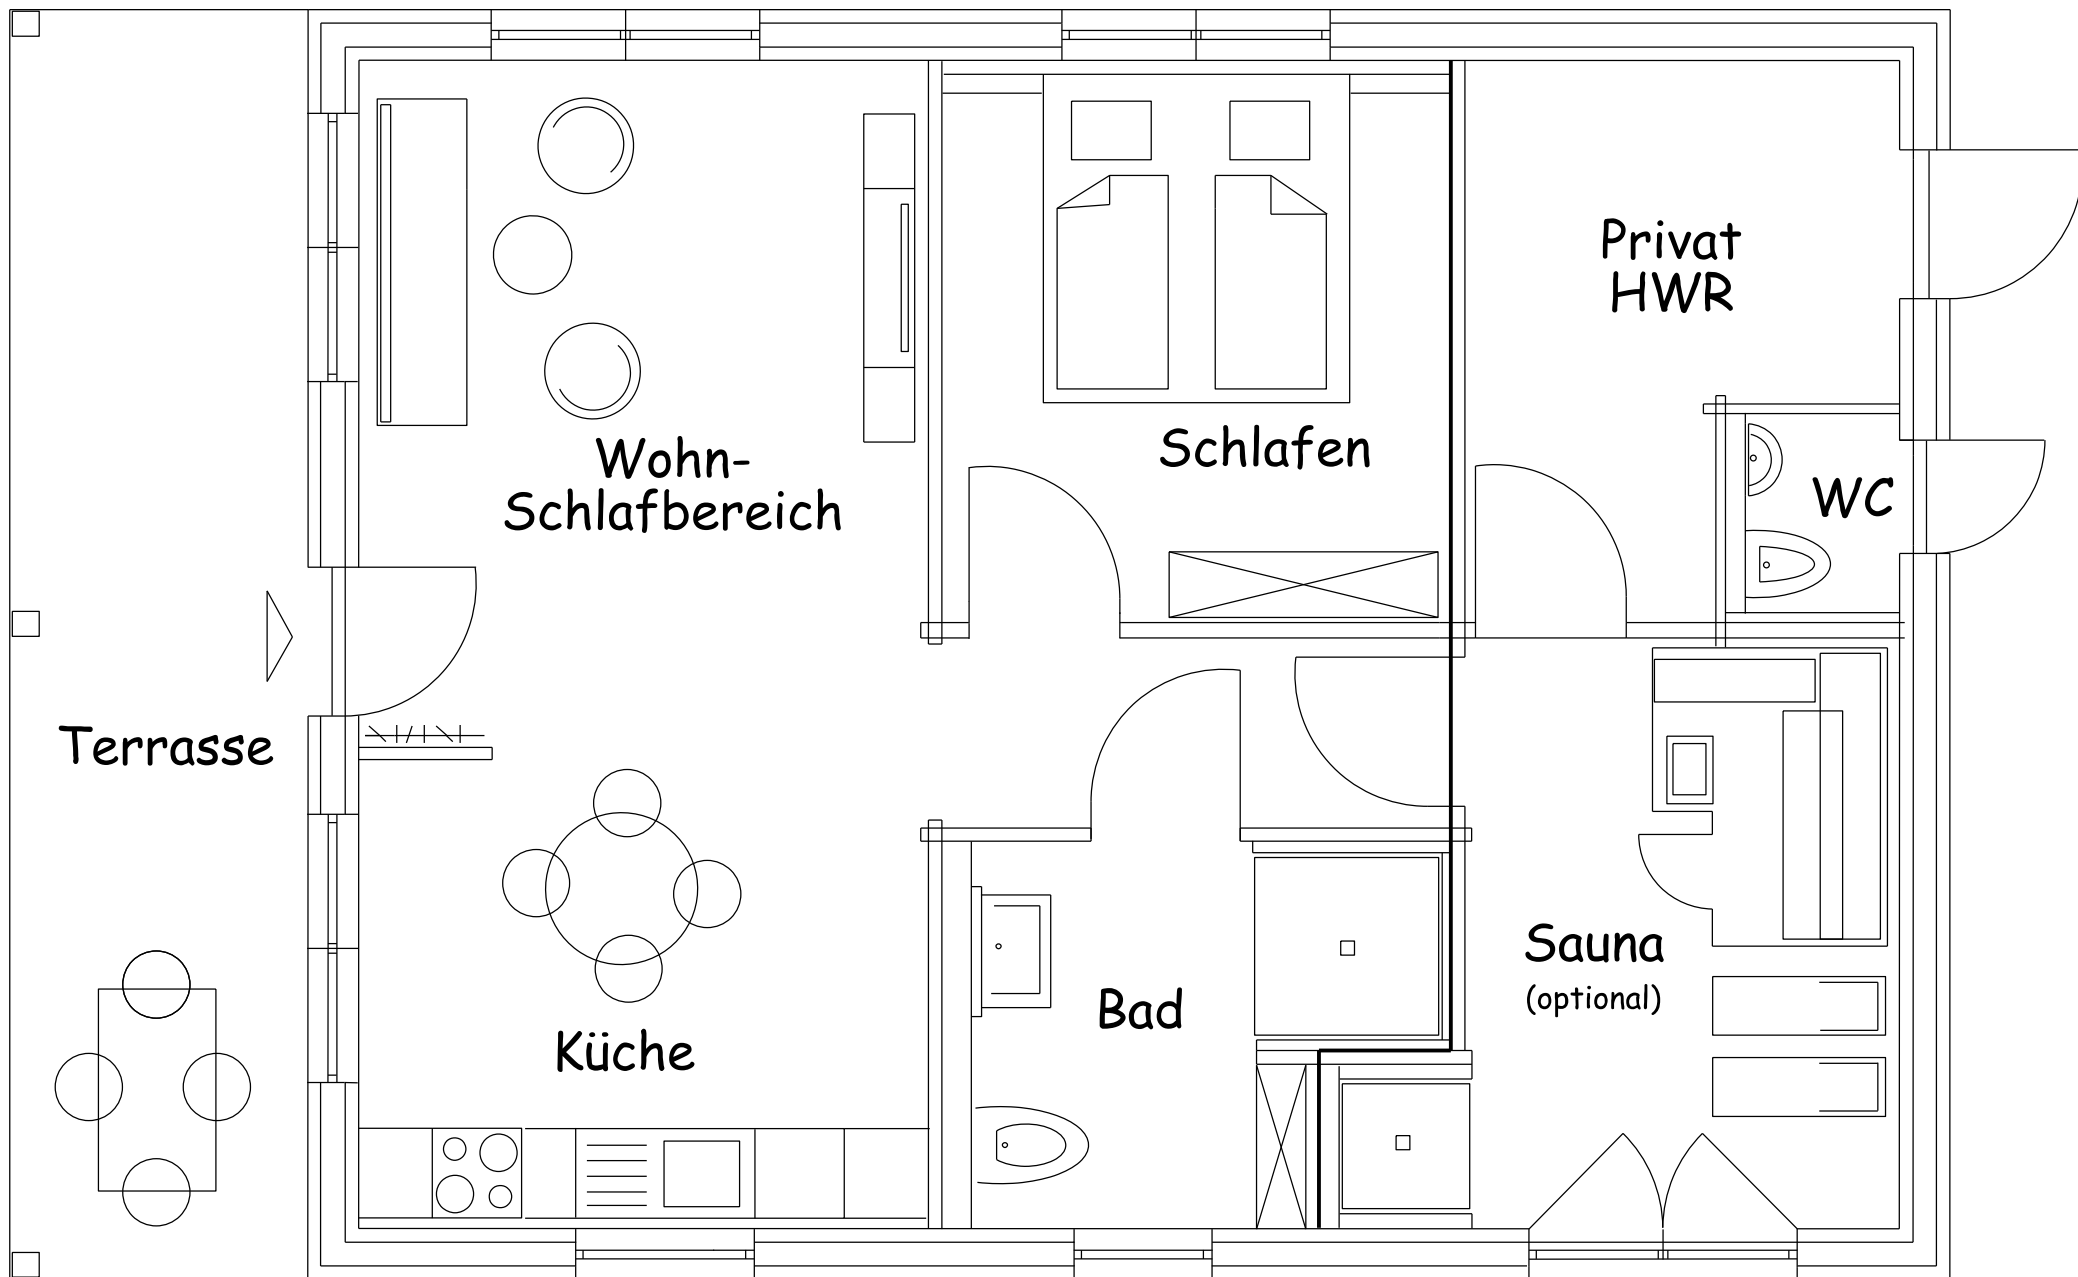 Privat
HWR
Wohn-
Schlafbereich
Schlafen
WC
Terrasse
Sauna
(optional)
Bad
Küche